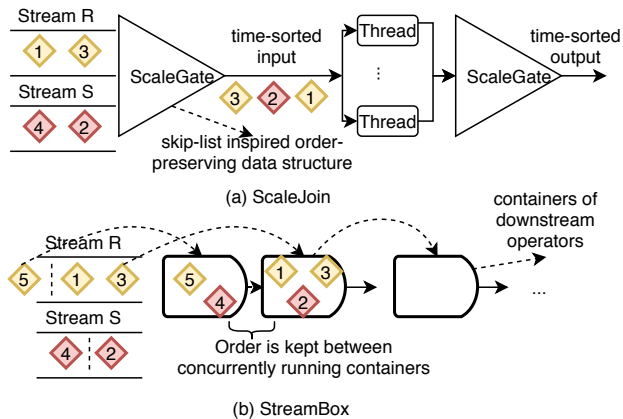 Stream R
1 3
Stream S
4 2
ScaleGate
time-sorted
input
3 2 1
skip-list inspired order-
preserving data structure
Thread
...
Thread
ScaleGate
time-sorted
output
(a) ScaleJoin
containers of
downstream
operators
Stream R
5 1 3
Stream S
4 2
5
4
1 3
2
...
Order is kept between
concurrently running containers
(b) StreamBox